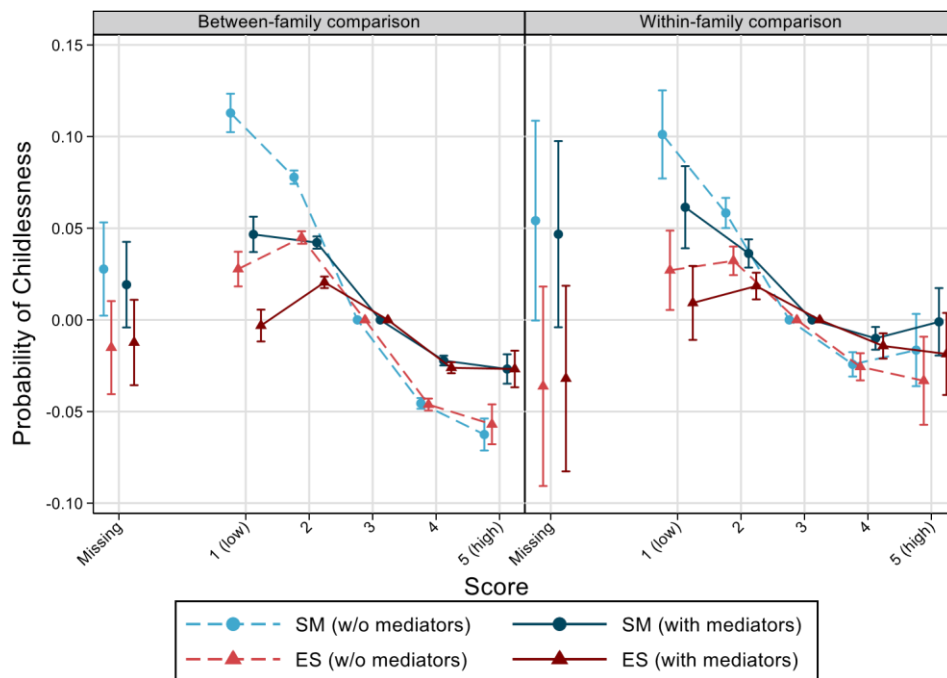 Between-family comparison
Within-family comparison
0.15
0.10
0.05
0.00
-0.05
-0.10
Probability of Childlessness
Missing
1 (low)
2
3
4
5 (high)
Missing
1 (low)
2
3
4
5 (high)
Score
SM (w/o mediators)
SM (with mediators)
ES (w/o mediators)
ES (with mediators)